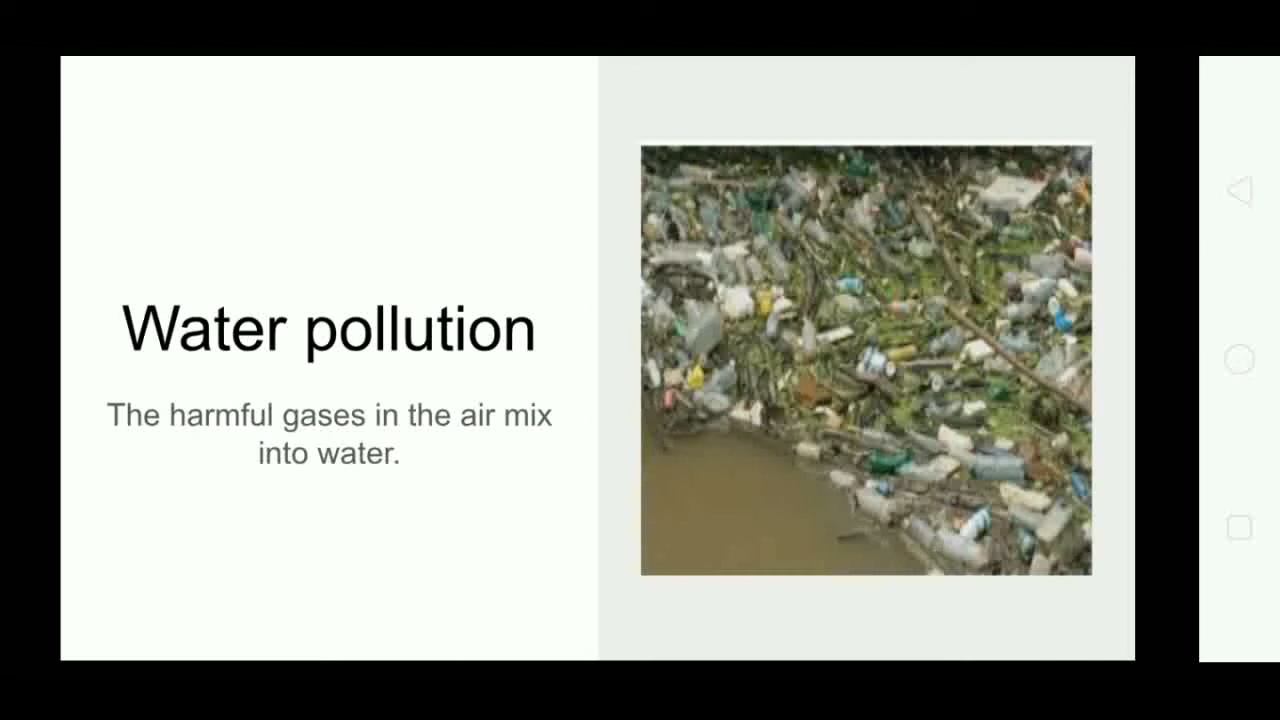 Water pollution
The harmful gases in the air mix
into water.